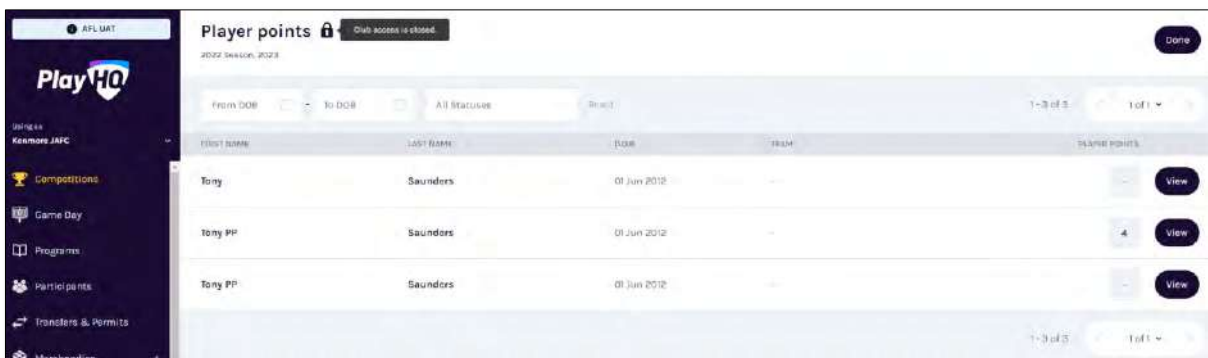 AFL UAT
PlayHQ
Using as
Kenmore JAFC
Competitions
Game Day
Programs
Participants
Transfers & Permits
Merchandise
Player points
Club access is closed.
2022 Season, 2023
Done
From DOB - To DOB All Statuses Reset 1-3 of 3 1 of 1
FIRST NAME LAST NAME DOB TEAM PLAYER POINTS
Tony Saunders 01 Jun 2012 - - View
Tony PP Saunders 01 Jun 2012 - 4 View
Tony PP Saunders 01 Jun 2012 - - View
1-3 of 3 1 of 1